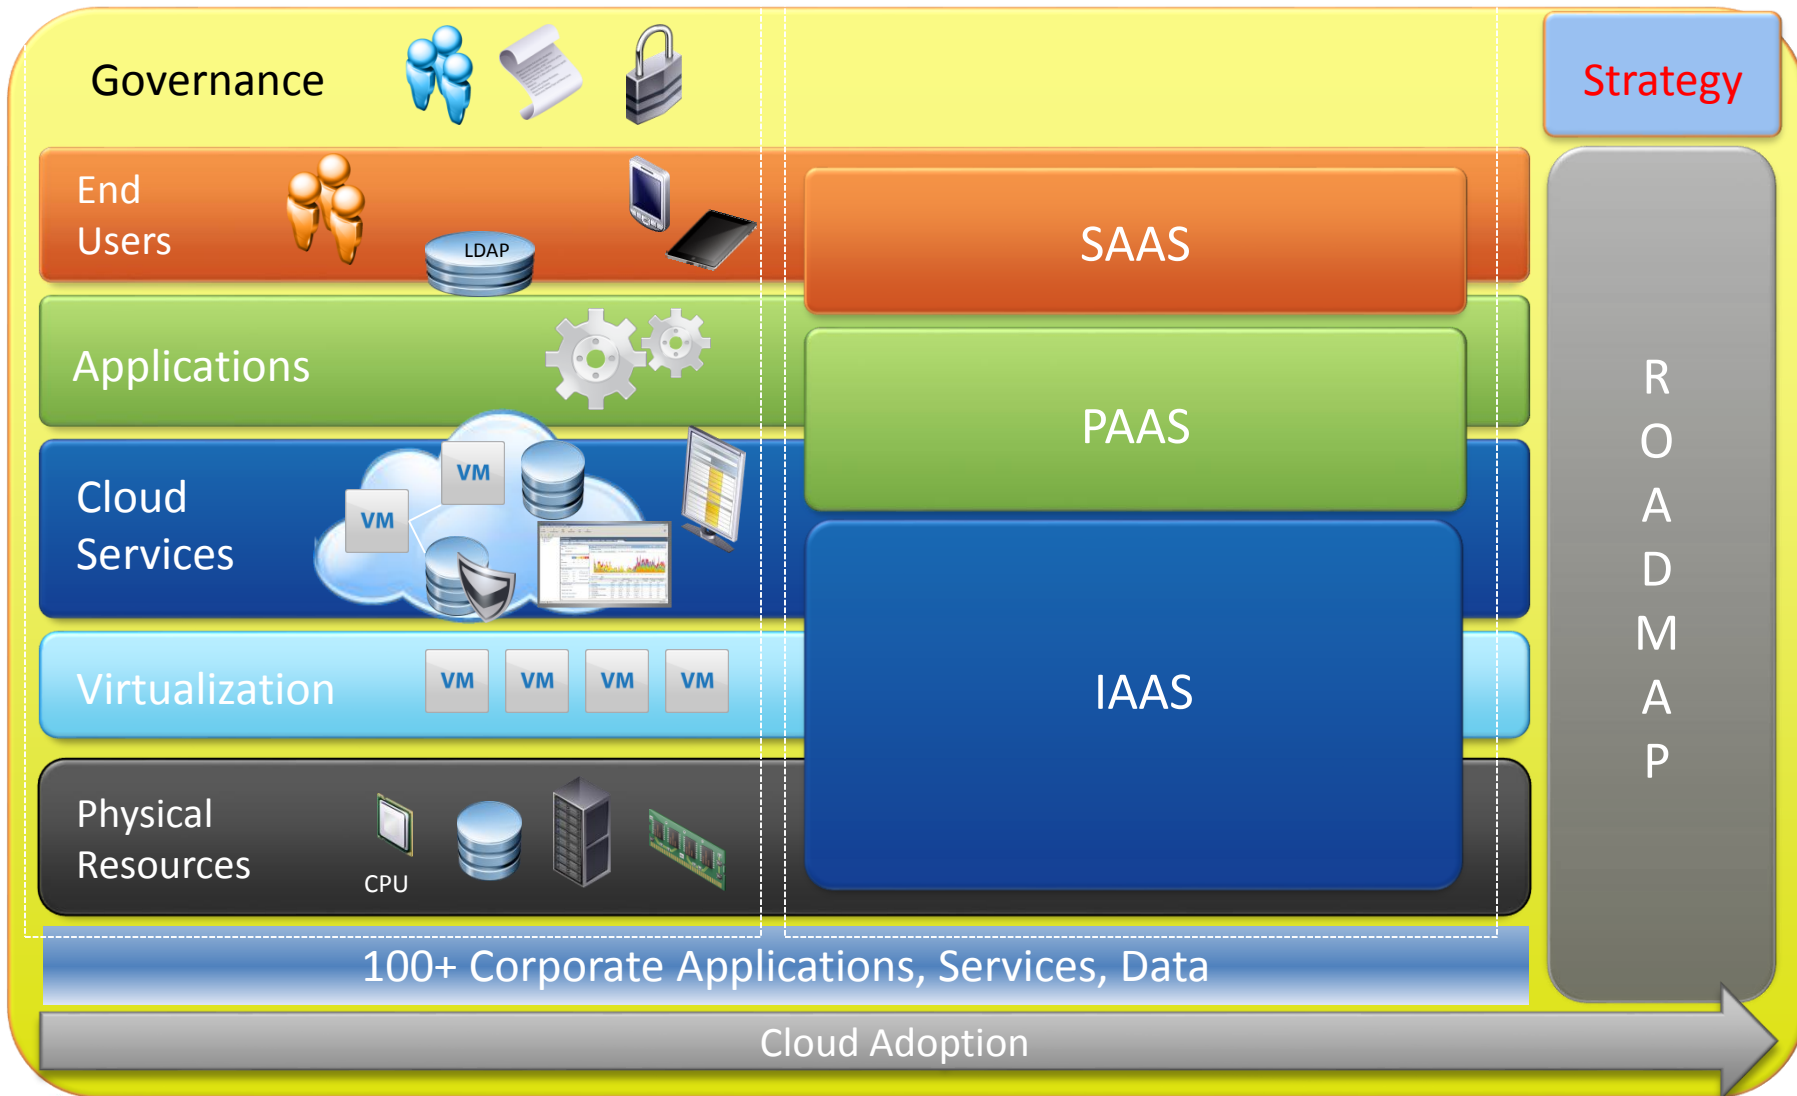 Governance
Strategy
End
Users
LDAP
SAAS
Applications
PAAS
Cloud
Services
VM
VM
Virtualization
VM
VM
VM
VM
IAAS
Physical
Resources
CPU
R
O
A
D
M
A
P
100+ Corporate Applications, Services, Data
Cloud Adoption